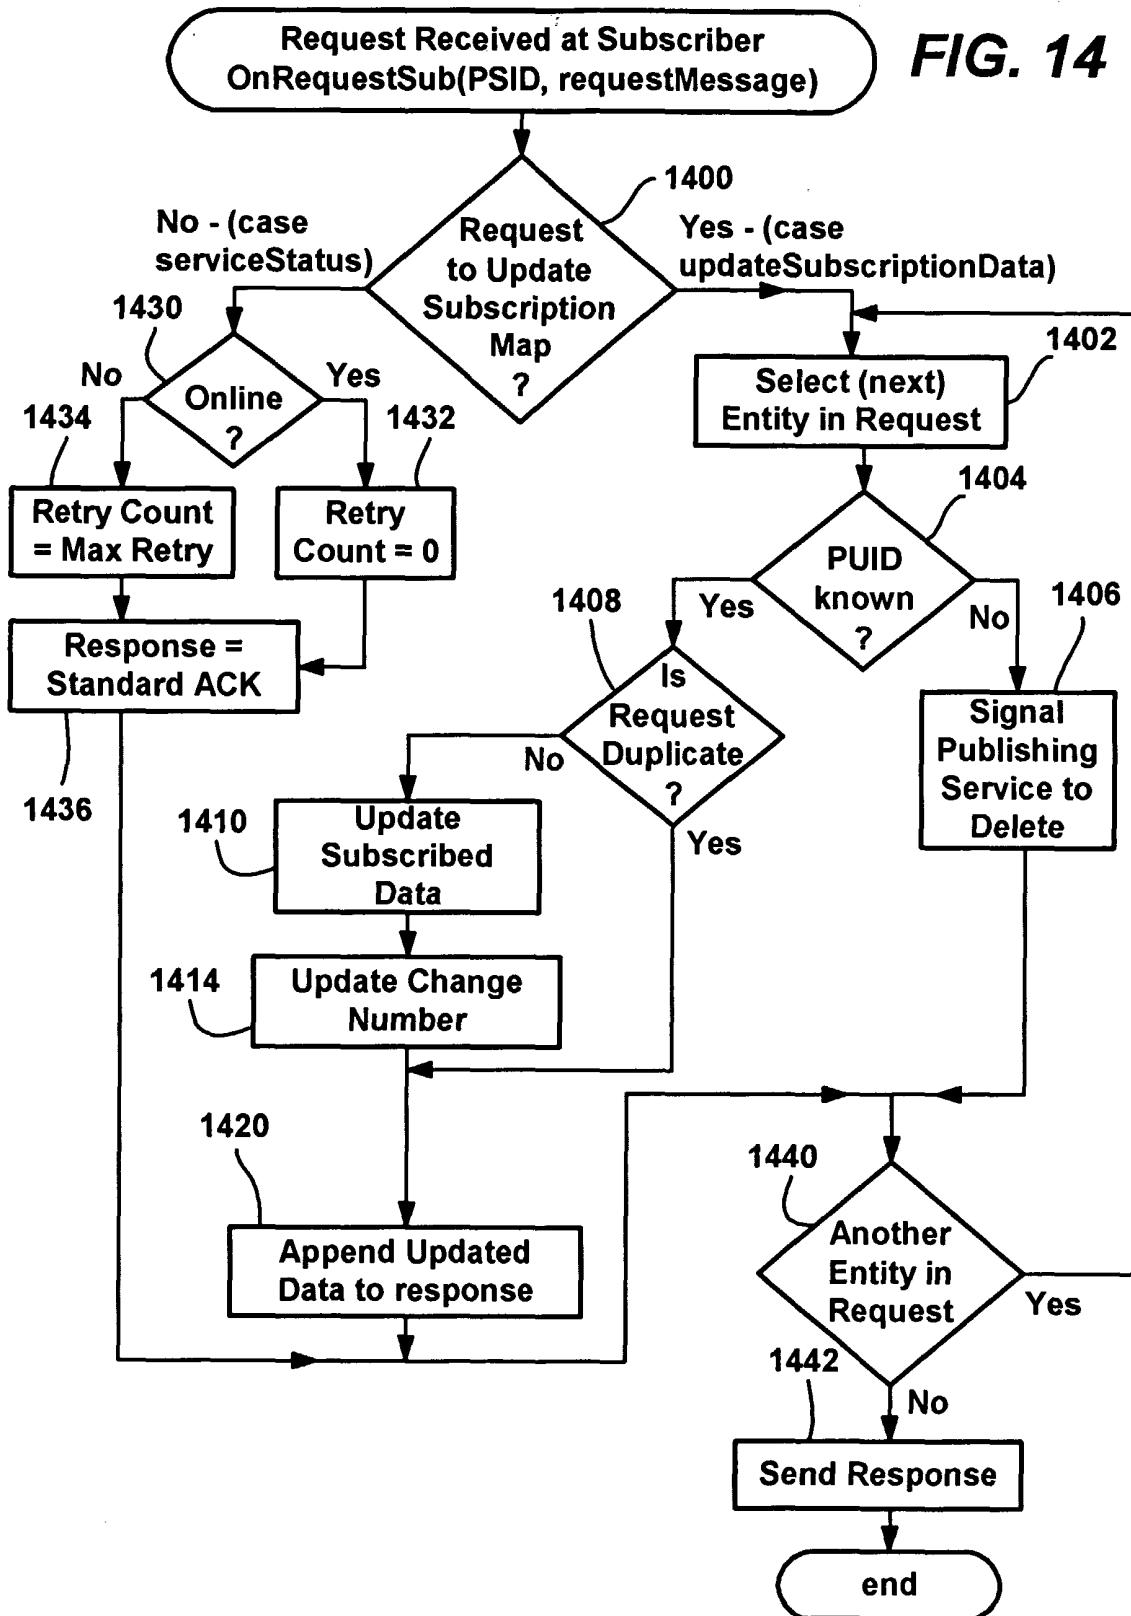 Request Received at Subscriber
OnRequestSub(PSID, requestMessage)
FIG. 14
1400
Request
to Update
Subscription
Map
?
No - (case
serviceStatus)
Yes - (case
updateSubscriptionData)
1430
Online
?
No
Yes
1434
1432
Retry Count
= Max Retry
Retry
Count = 0
Response =
Standard ACK
1436
1402
Select (next)
Entity in Request
1404
PUID
known
?
Yes
No
1408
1406
Is
Request
Duplicate
?
No
Yes
Signal
Publishing
Service to
Delete
1410
Update
Subscribed
Data
1414
Update Change
Number
1420
Append Updated
Data to response
1440
Another
Entity in
Request
Yes
1442
No
Send Response
end